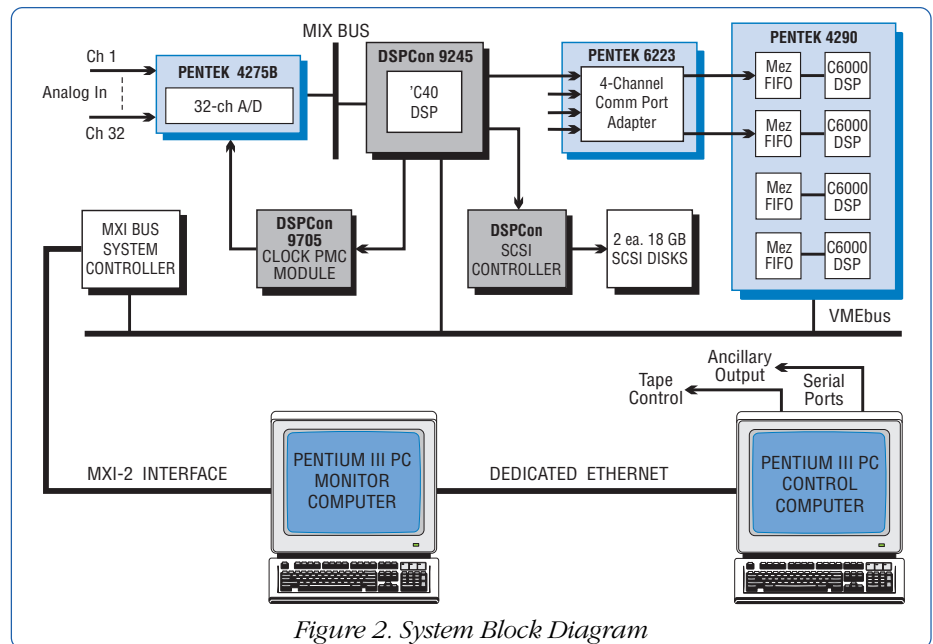 MIX BUS
Ch 1
Analog In
Ch 32
PENTEK 4275B
32-ch A/D
DSPCon 9245
'C40
DSP
PENTEK 6223
4-Channel
Comm Port
Adapter
PENTEK 4290
Mez
FIFO
C6000
DSP
Mez
FIFO
C6000
DSP
Mez
FIFO
C6000
DSP
Mez
FIFO
C6000
DSP
MXI BUS
SYSTEM
CONTROLLER
DSPCon
9705
CLOCK PMC
MODULE
DSPCon
SCSI
CONTROLLER
2 ea. 18 GB
SCSI DISKS
VMEbus
Tape
Control
Ancillary
Output
Serial
Ports
MXI-2 INTERFACE
PENTIUM III PC
MONITOR
COMPUTER
DEDICATED ETHERNET
PENTIUM III PC
CONTROL
COMPUTER
Figure 2. System Block Diagram